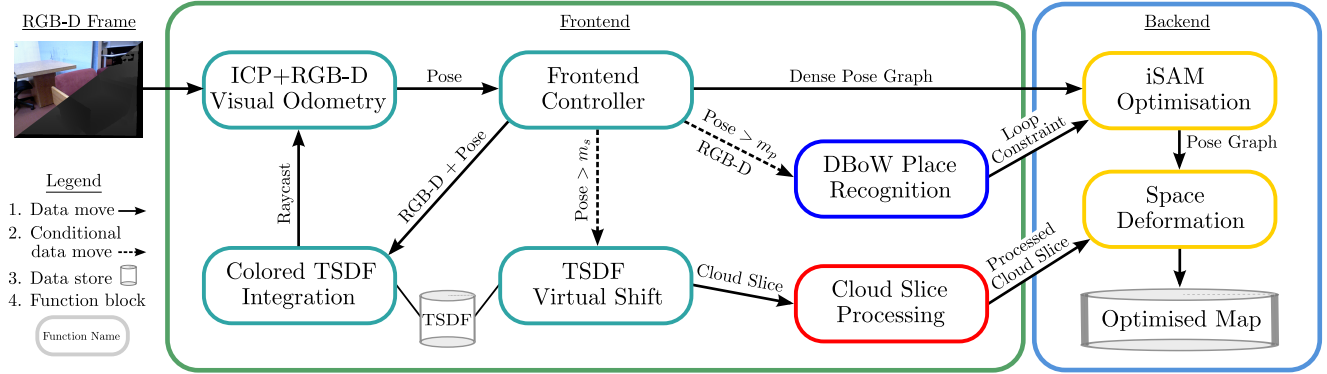 RGB-D Frame
Frontend
Backend
ICP+RGB-D
Visual Odometry
Pose
Frontend
Controller
Dense Pose Graph
iSAM
Optimisation
Pose > mₚ
RGB-D
Loop
Constraint
Pose Graph
DBoW Place
Recognition
Space
Deformation
Raycast
RGB-D + Pose
Pose > mₛ
Legend
1. Data move
2. Conditional
data move
3. Data store
4. Function block
Function Name
Colored TSDF
Integration
TSDF
TSDF
Virtual Shift
Cloud Slice
Cloud Slice
Processing
Processed
Cloud Slice
Optimised Map